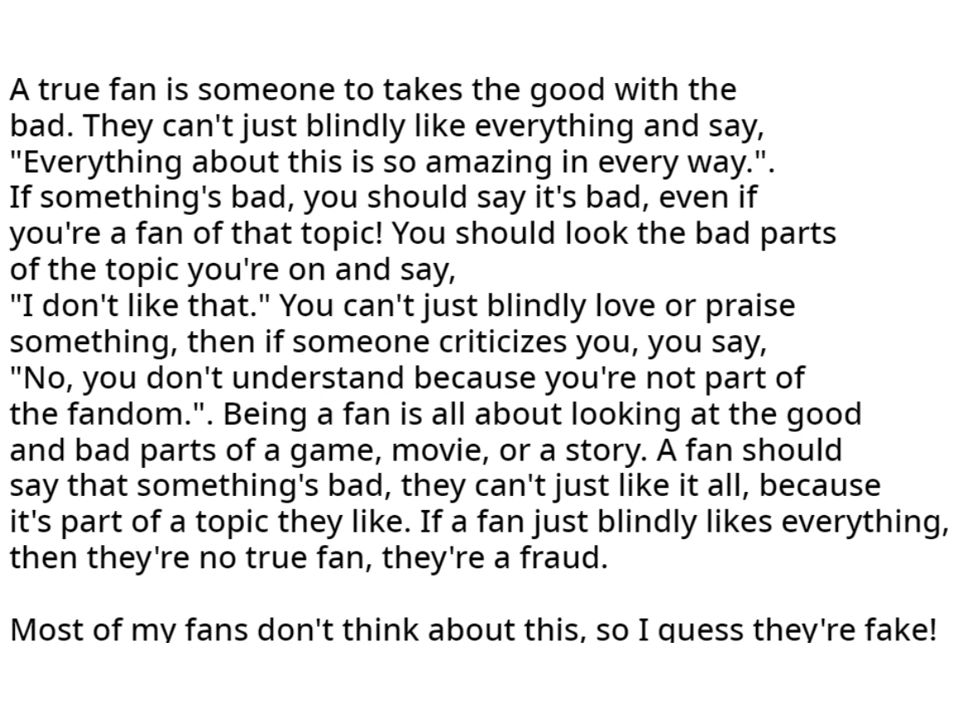 A true fan is someone to takes the good with the
bad. They can't just blindly like everything and say,
"Everything about this is so amazing in every way.".
If something's bad, you should say it's bad, even if
you're a fan of that topic! You should look the bad parts
of the topic you're on and say,
"I don't like that." You can't just blindly love or praise
something, then if someone criticizes you, you say,
"No, you don't understand because you're not part of
the fandom.". Being a fan is all about looking at the good
and bad parts of a game, movie, or a story. A fan should
say that something's bad, they can't just like it all, because
it's part of a topic they like. If a fan just blindly likes everything,
then they're no true fan, they're a fraud.
Most of my fans don't think about this, so I guess they're fake!